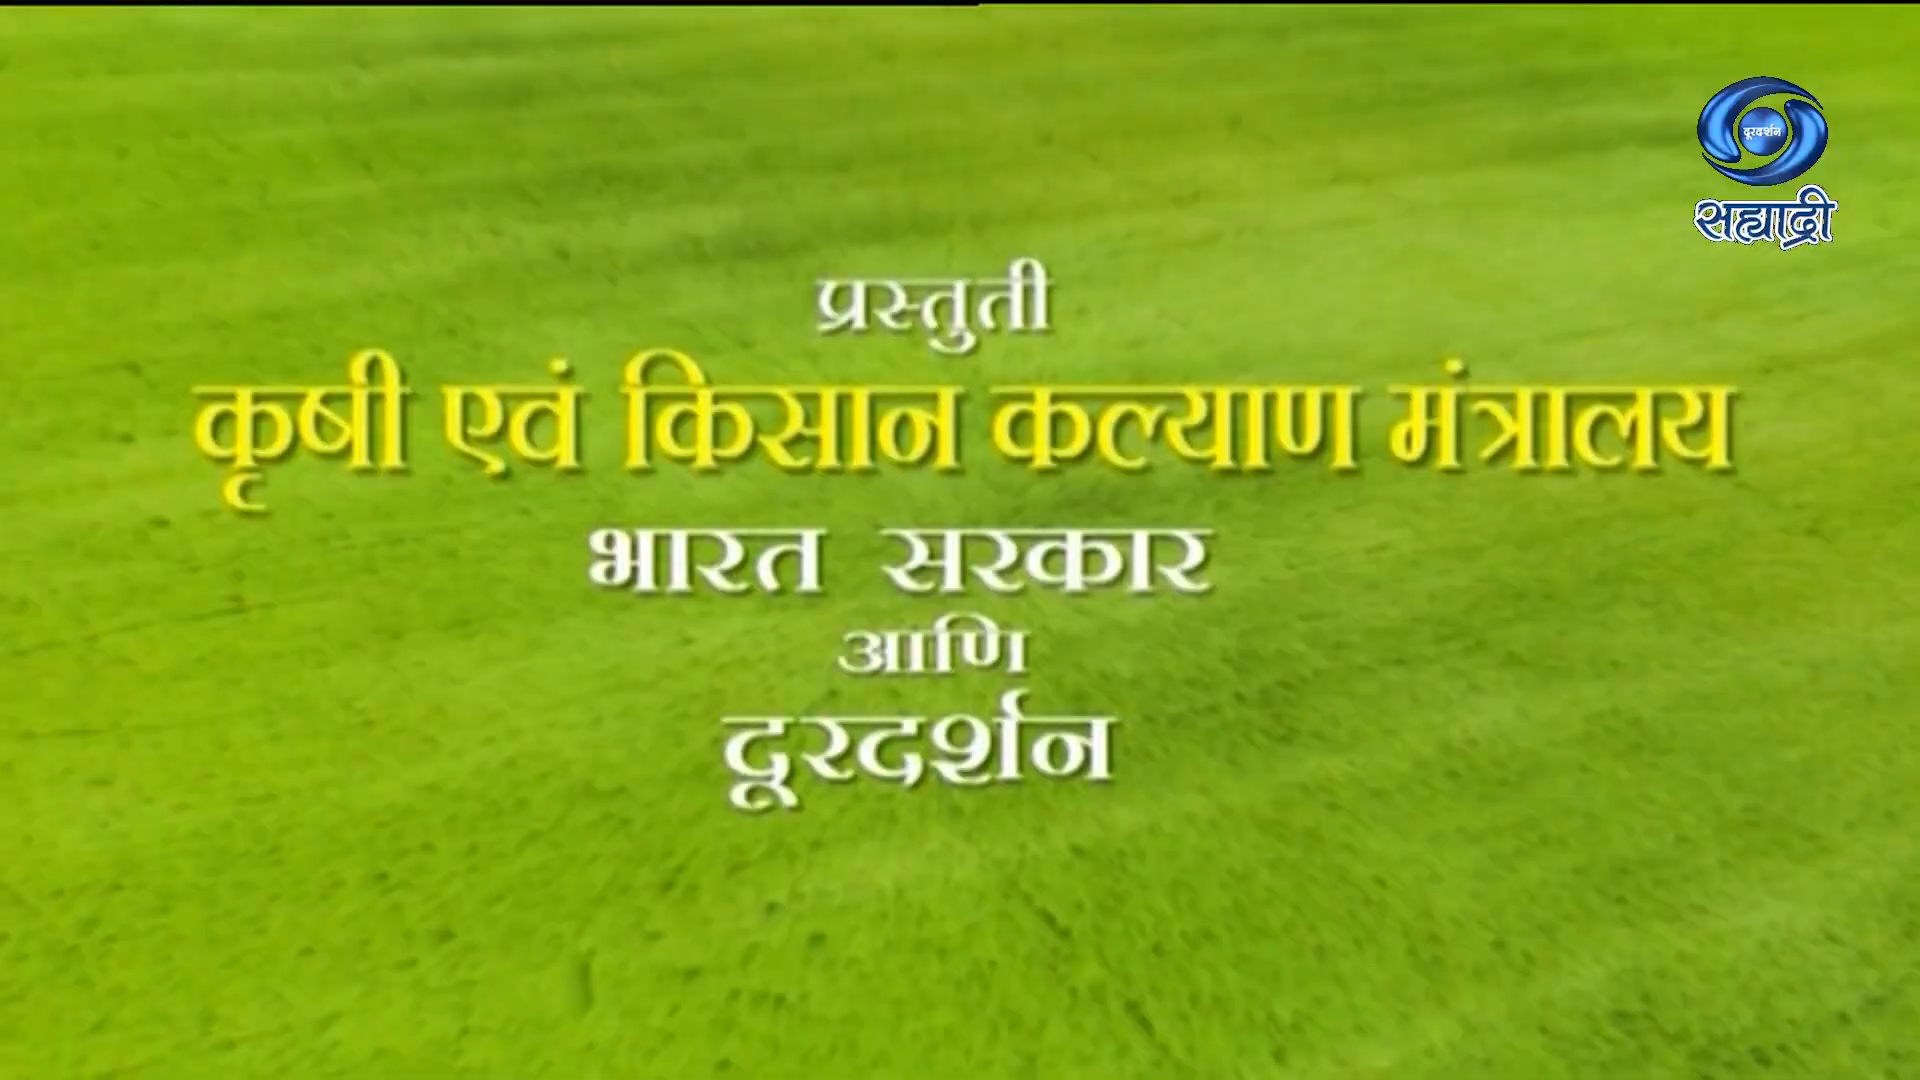 दूरदर्शन
सह्याद्री
प्रस्तुती
कृषी एवं किसान कल्याण मंत्रालय
भारत सरकार
आणि
दूरदर्शन